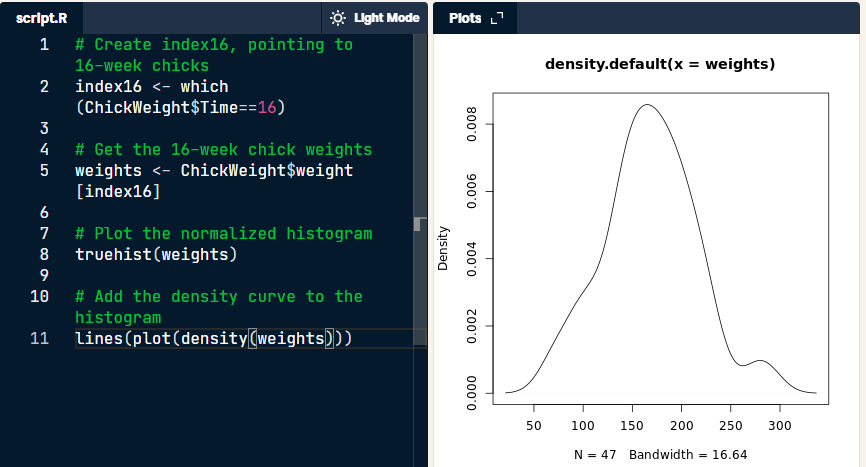 script.R
Light Mode
1 # Create index16, pointing to
16-week chicks
2 index16 <- which
(ChickWeight$Time==16)
3
4 # Get the 16-week chick weights
5 weights <- ChickWeight$weight
[index16]
6
7 # Plot the normalized histogram
8 truehist(weights)
9
10 # Add the density curve to the
histogram
11 lines(plot(density(weights)))
Plots
density.default(x = weights)
Density
0.008
0.006
0.004
0.002
0.000
50 100 150 200 250 300
N = 47 Bandwidth = 16.64